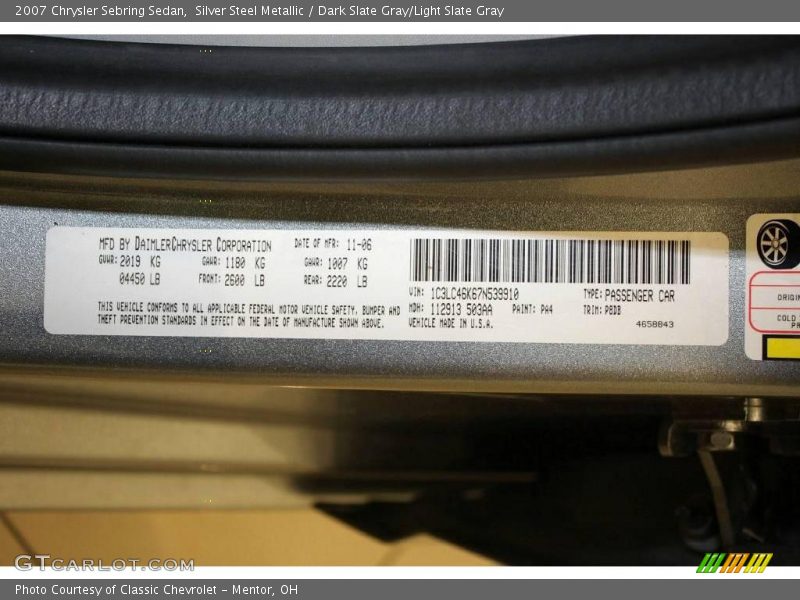 2007 Chrysler Sebring Sedan,  Silver Steel Metallic / Dark Slate Gray/Light Slate Gray
MFD BY DAIMLERCHRYSLER CORPORATION DATE OF MFR: 11-06
GVWR: 2019 KG GAWR: 1180 KG GAWR: 1007 KG
04450 LB FRONT: 2600 LB REAR: 2220 LB
THIS VEHICLE CONFORMS TO ALL APPLICABLE FEDERAL MOTOR VEHICLE SAFETY, BUMPER AND
THEFT PREVENTION STANDARDS IN EFFECT ON THE DATE OF MANUFACTURE SHOWN ABOVE.
VIN: 1C3LC46K67N539910 TYPE: PASSENGER CAR
MDH: 112913 503AA PAINT: PA4 TRIM: PBDB
VEHICLE MADE IN U.S.A. 4658843
ORIGIN
COLD
GTCARLOT.COM
Photo Courtesy of Classic Chevrolet - Mentor, OH